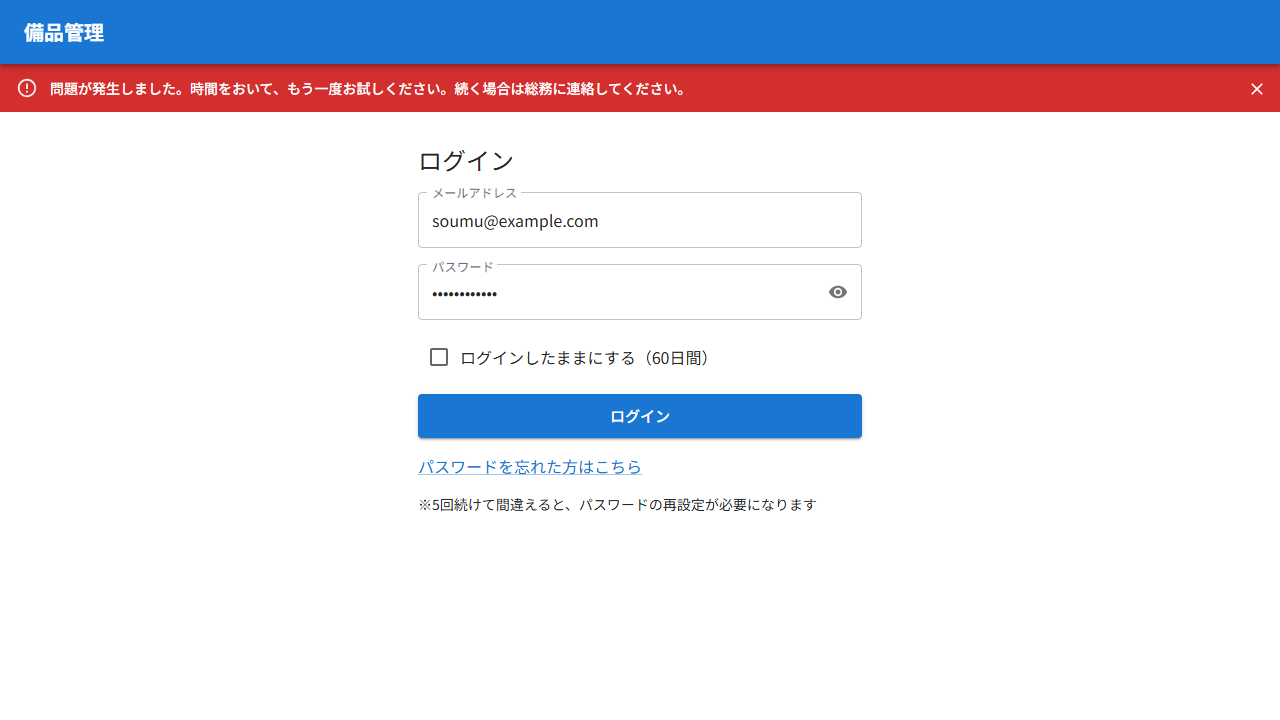 備品管理
問題が発生しました。時間をおいて、もう一度お試しください。続く場合は総務に連絡してください。
ログイン
メールアドレス
soumu@example.com
パスワード
••••••••••••
ログインしたままにする（60日間）
ログイン
パスワードを忘れた方はこちら
※5回続けて間違えると、パスワードの再設定が必要になります